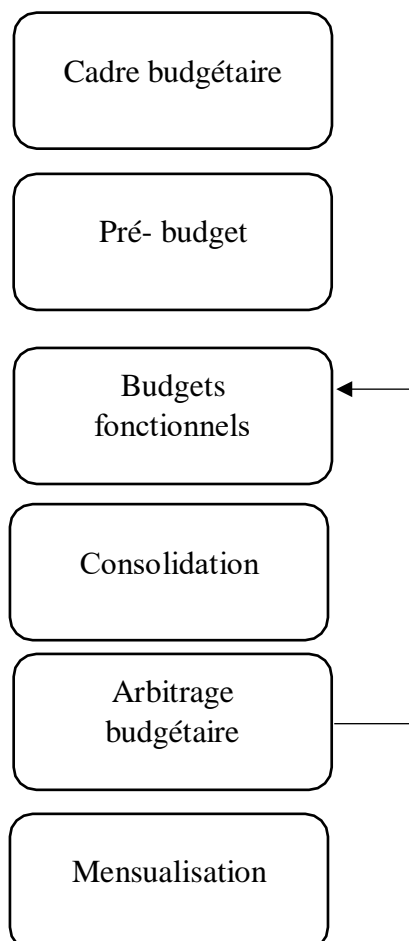 Cadre budgétaire
Pré- budget
Budgets
fonctionnels
Consolidation
Arbitrage
budgétaire
Mensualisation